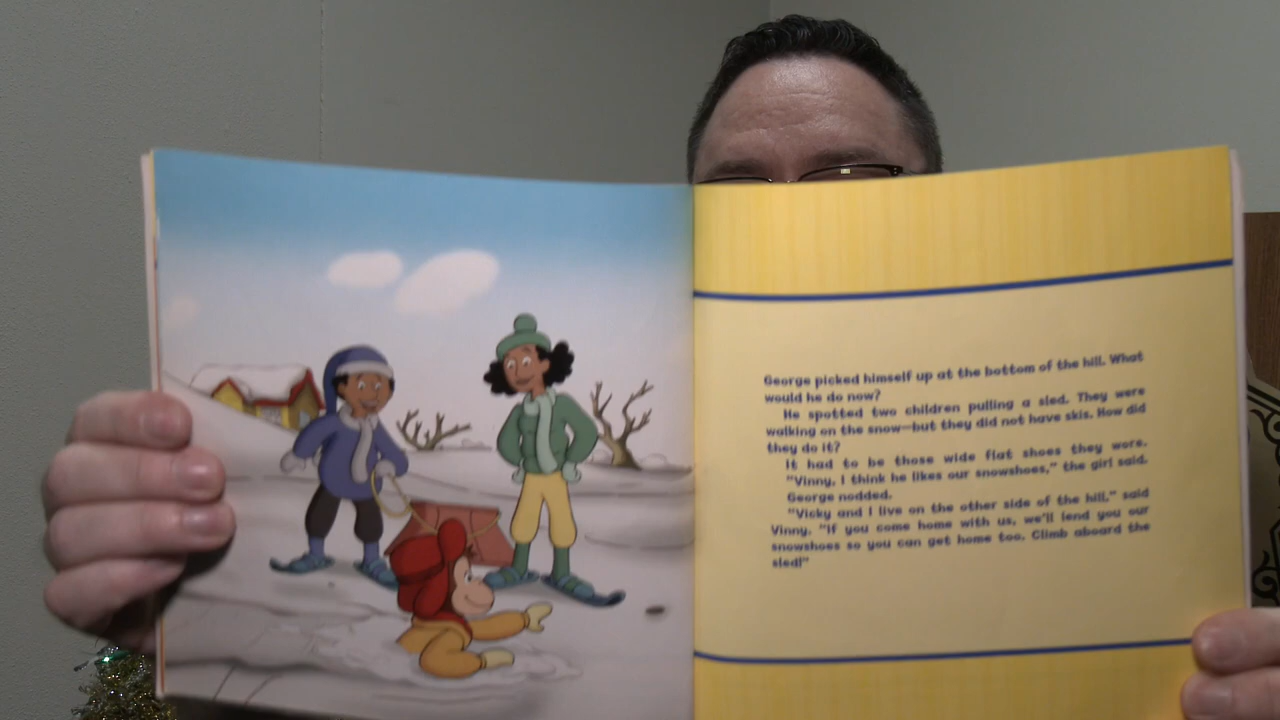 George picked himself up at the bottom of the hill. What
would he do now?
He spotted two children pulling a sled. They were
walking on the snow—but they did not have skis. How did
they do it?
It had to be those wide flat shoes they wore.
"Vinny, I think he likes our snowshoes," the girl said.
George nodded.
"Vicky and I live on the other side of the hill," said
Vinny. "If you come home with us, we'll lend you our
snowshoes so you can get home too. Climb aboard the
sled!"